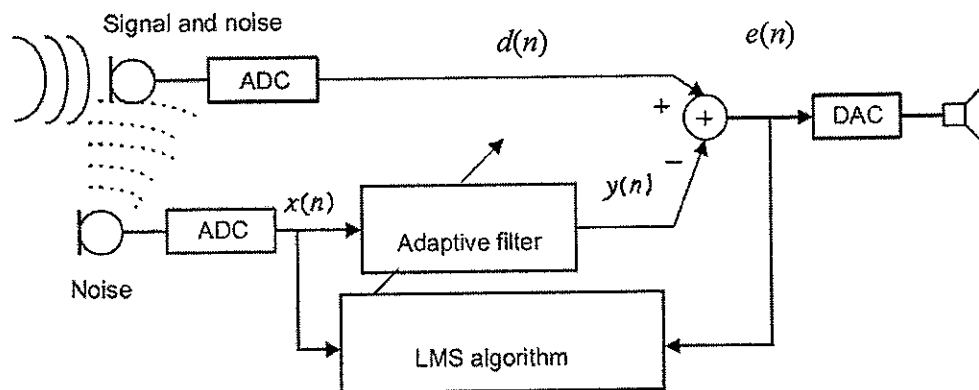 Signal and noise
d(n)
e(n)
ADC
+
+
DAC
−
x(n)
y(n)
ADC
Adaptive filter
Noise
LMS algorithm